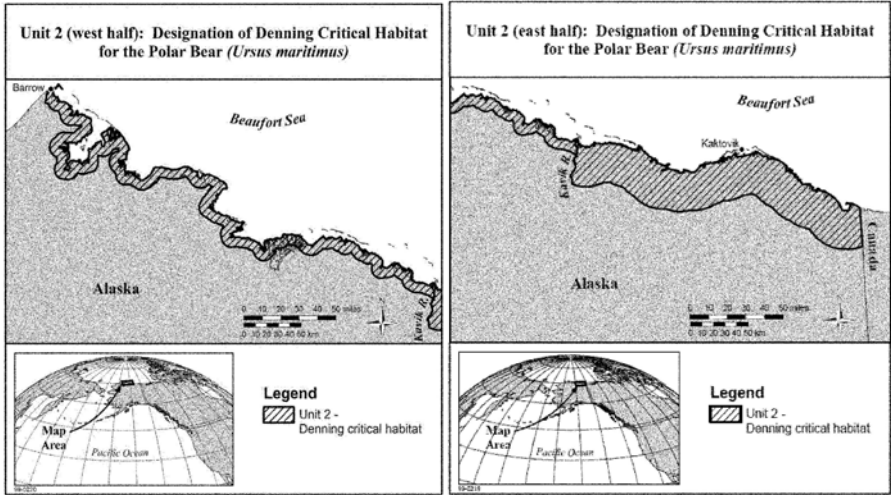 Unit 2 (west half): Designation of Denning Critical Habitat
for the Polar Bear (Ursus maritimus)
Barrow
Beaufort Sea
Alaska
Kavik R.
0 10 20 30 40 50 miles
0 10 20 30 40 50 km
N
Map
Area
Pacific Ocean
Legend
Unit 2 -
Denning critical habitat
Unit 2 (east half): Designation of Denning Critical Habitat
for the Polar Bear (Ursus maritimus)
Beaufort Sea
Kaktovik
Kavik R.
Canada
Alaska
0 10 20 30 40 50 miles
0 10 20 30 40 50 km
Map
Area
Pacific Ocean
Legend
Unit 2 -
Denning critical habitat